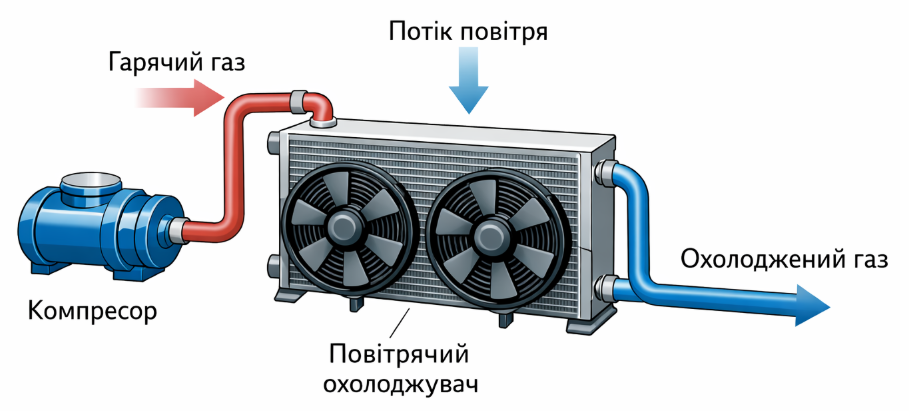 Потік повітря
Гарячий газ
Охолоджений газ
Компресор
Повітрячий
охолоджувач